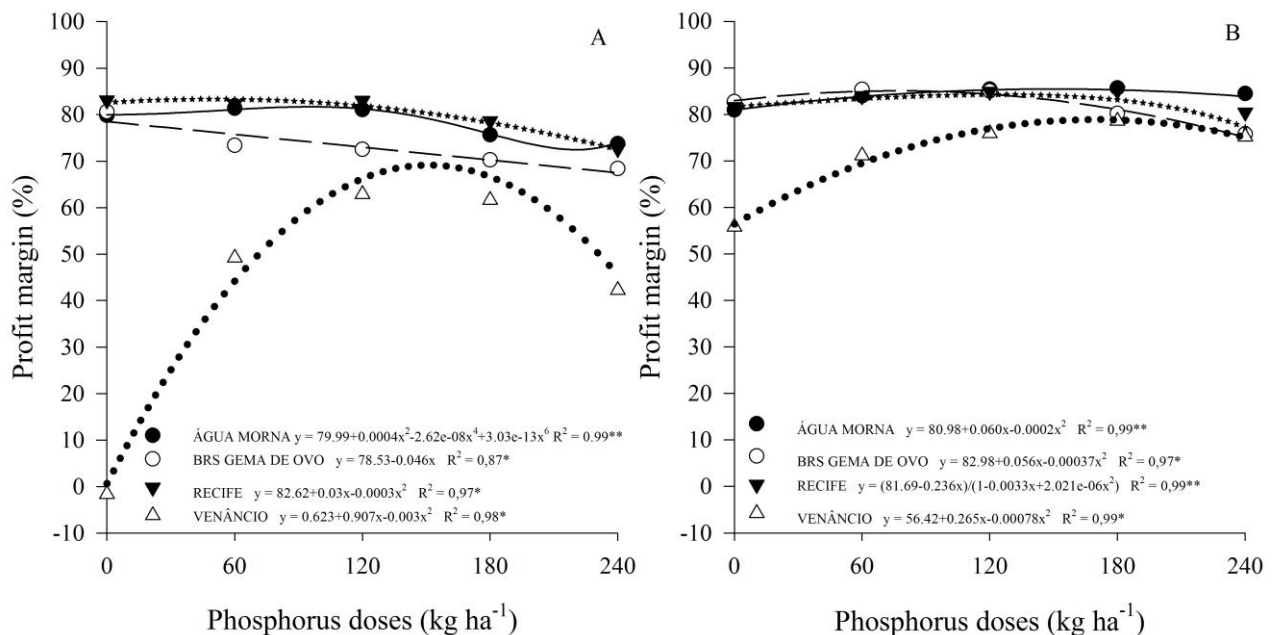 A
Profit margin (%)
100
90
80
70
60
50
40
30
20
10
0
-10
ÁGUA MORNA y = 79.99+0.0004x²-2.62e-08x⁴+3.03e-13x⁶ R² = 0.99**
BRS GEMA DE OVO y = 78.53-0.046x R² = 0,87*
RECIFE y = 82.62+0.03x-0.0003x² R² = 0,97*
VENÂNCIO y = 0.623+0.907x-0.003x² R² = 0,98*
0 60 120 180 240
Phosphorus doses (kg ha⁻¹)
B
Profit margin (%)
100
90
80
70
60
50
40
30
20
10
0
-10
ÁGUA MORNA y = 80.98+0.060x-0.0002x² R² = 0,99**
BRS GEMA DE OVO y = 82.98+0.056x-0.00037x² R² = 0,97*
RECIFE y = (81.69-0.236x)/(1-0.0033x+2.021e-06x²) R² = 0,99**
VENÂNCIO y = 56.42+0.265x-0.00078x² R² = 0,99*
0 60 120 180 240
Phosphorus doses (kg ha⁻¹)